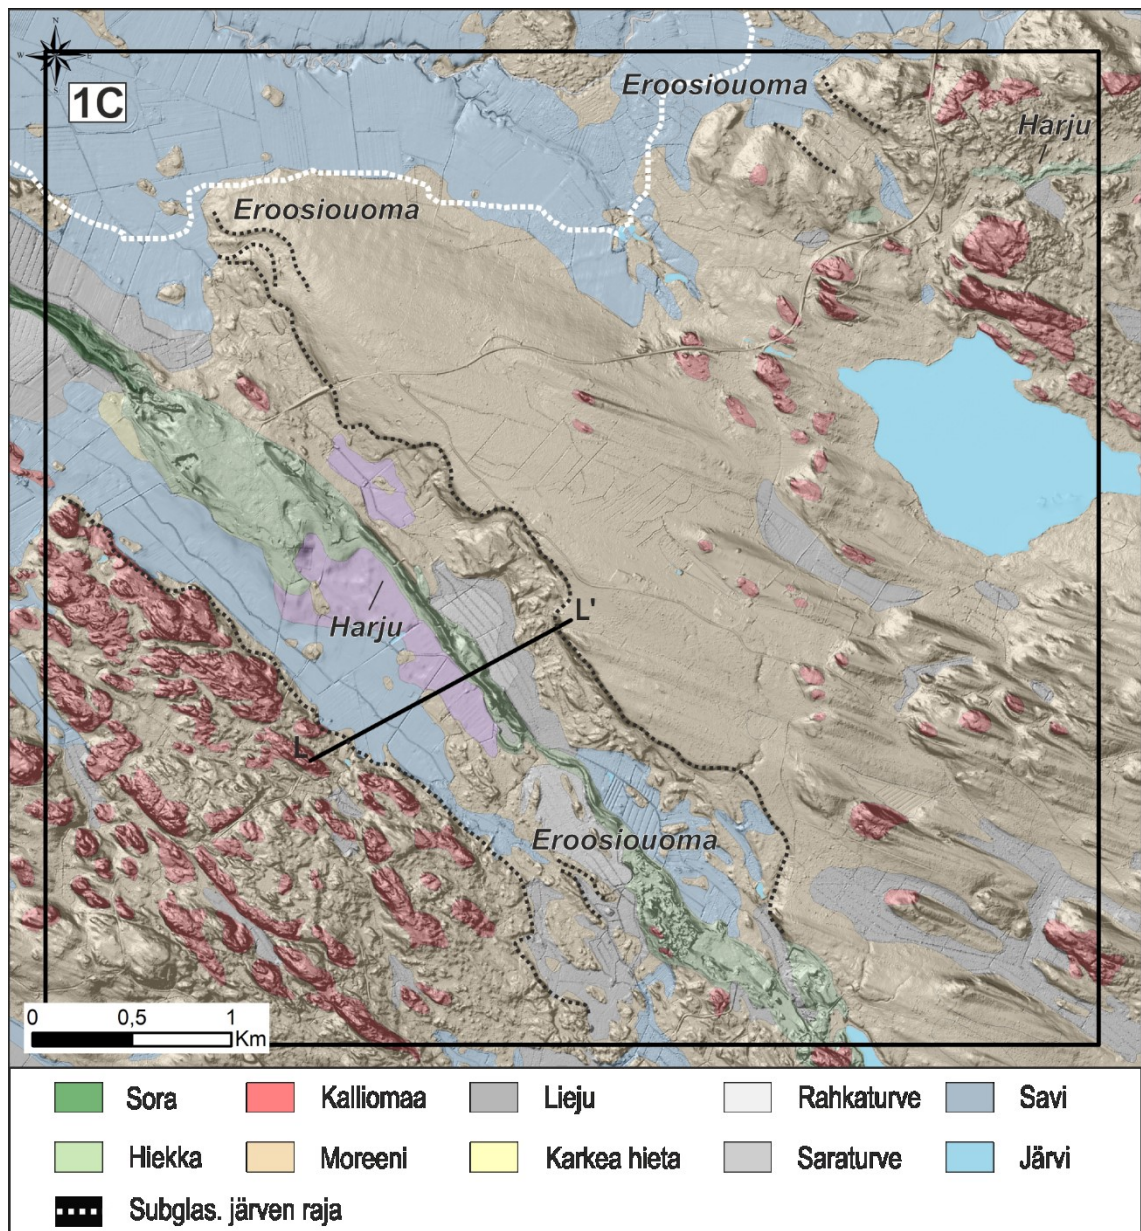 N
W
E
S
1C
Eroosiouoma
Harju
Eroosiouoma
Harju
L'
L
Eroosiouoma
0 0,5 1
Km
Sora Kalliomaa Lieju Rahkaturve Savi
Hiekka Moreeni Karkea hieta Saraturve Järvi
Subglas. järven raja